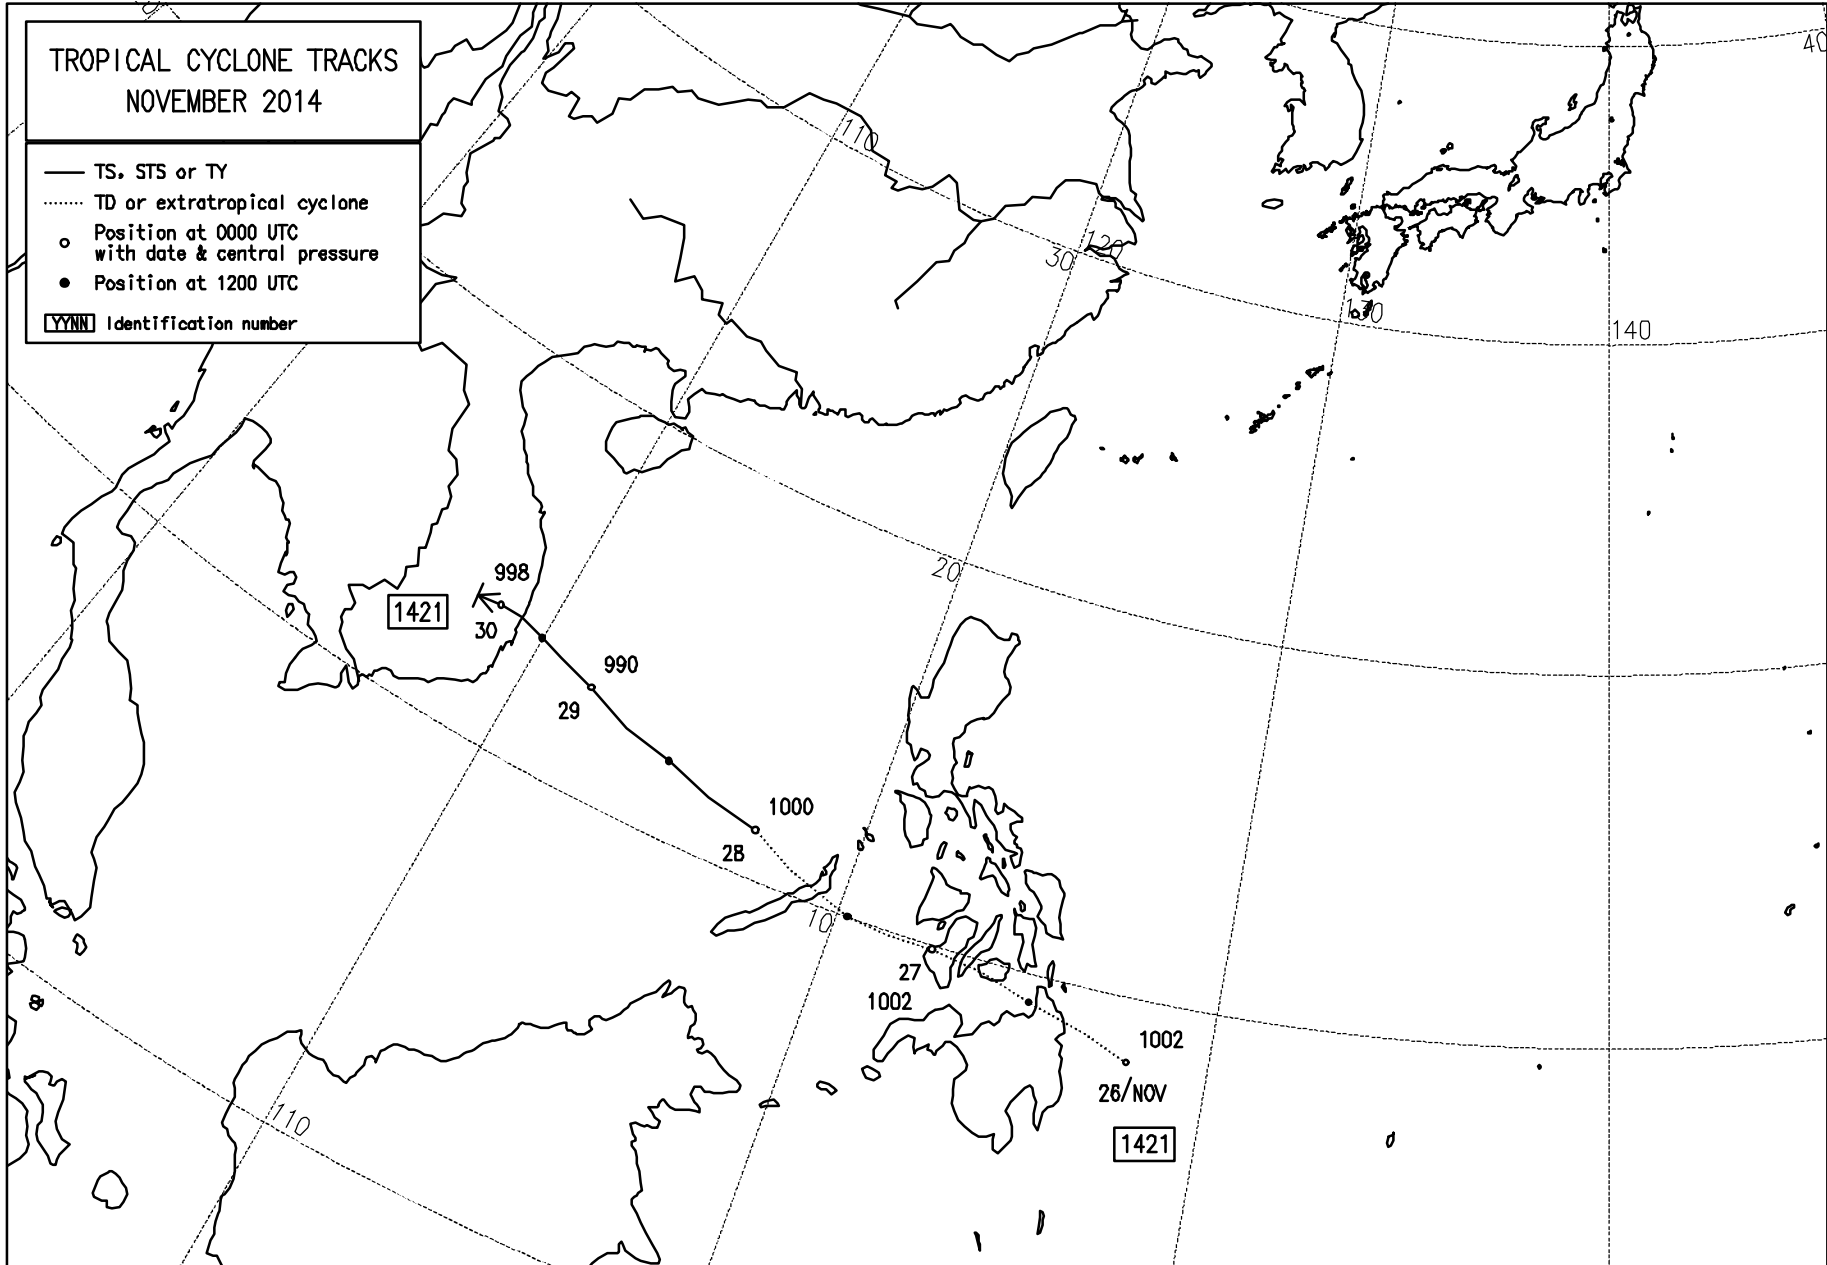 TROPICAL CYCLONE TRACKS
NOVEMBER 2014
TS. STS or TY
TD or extratropical cyclone
Position at 0000 UTC
with date & central pressure
Position at 1200 UTC
YYNN Identification number
40
110
120
30
130
140
20
998
1421
30
990
29
1000
28
10
27
1002
1002
26/NOV
1421
110